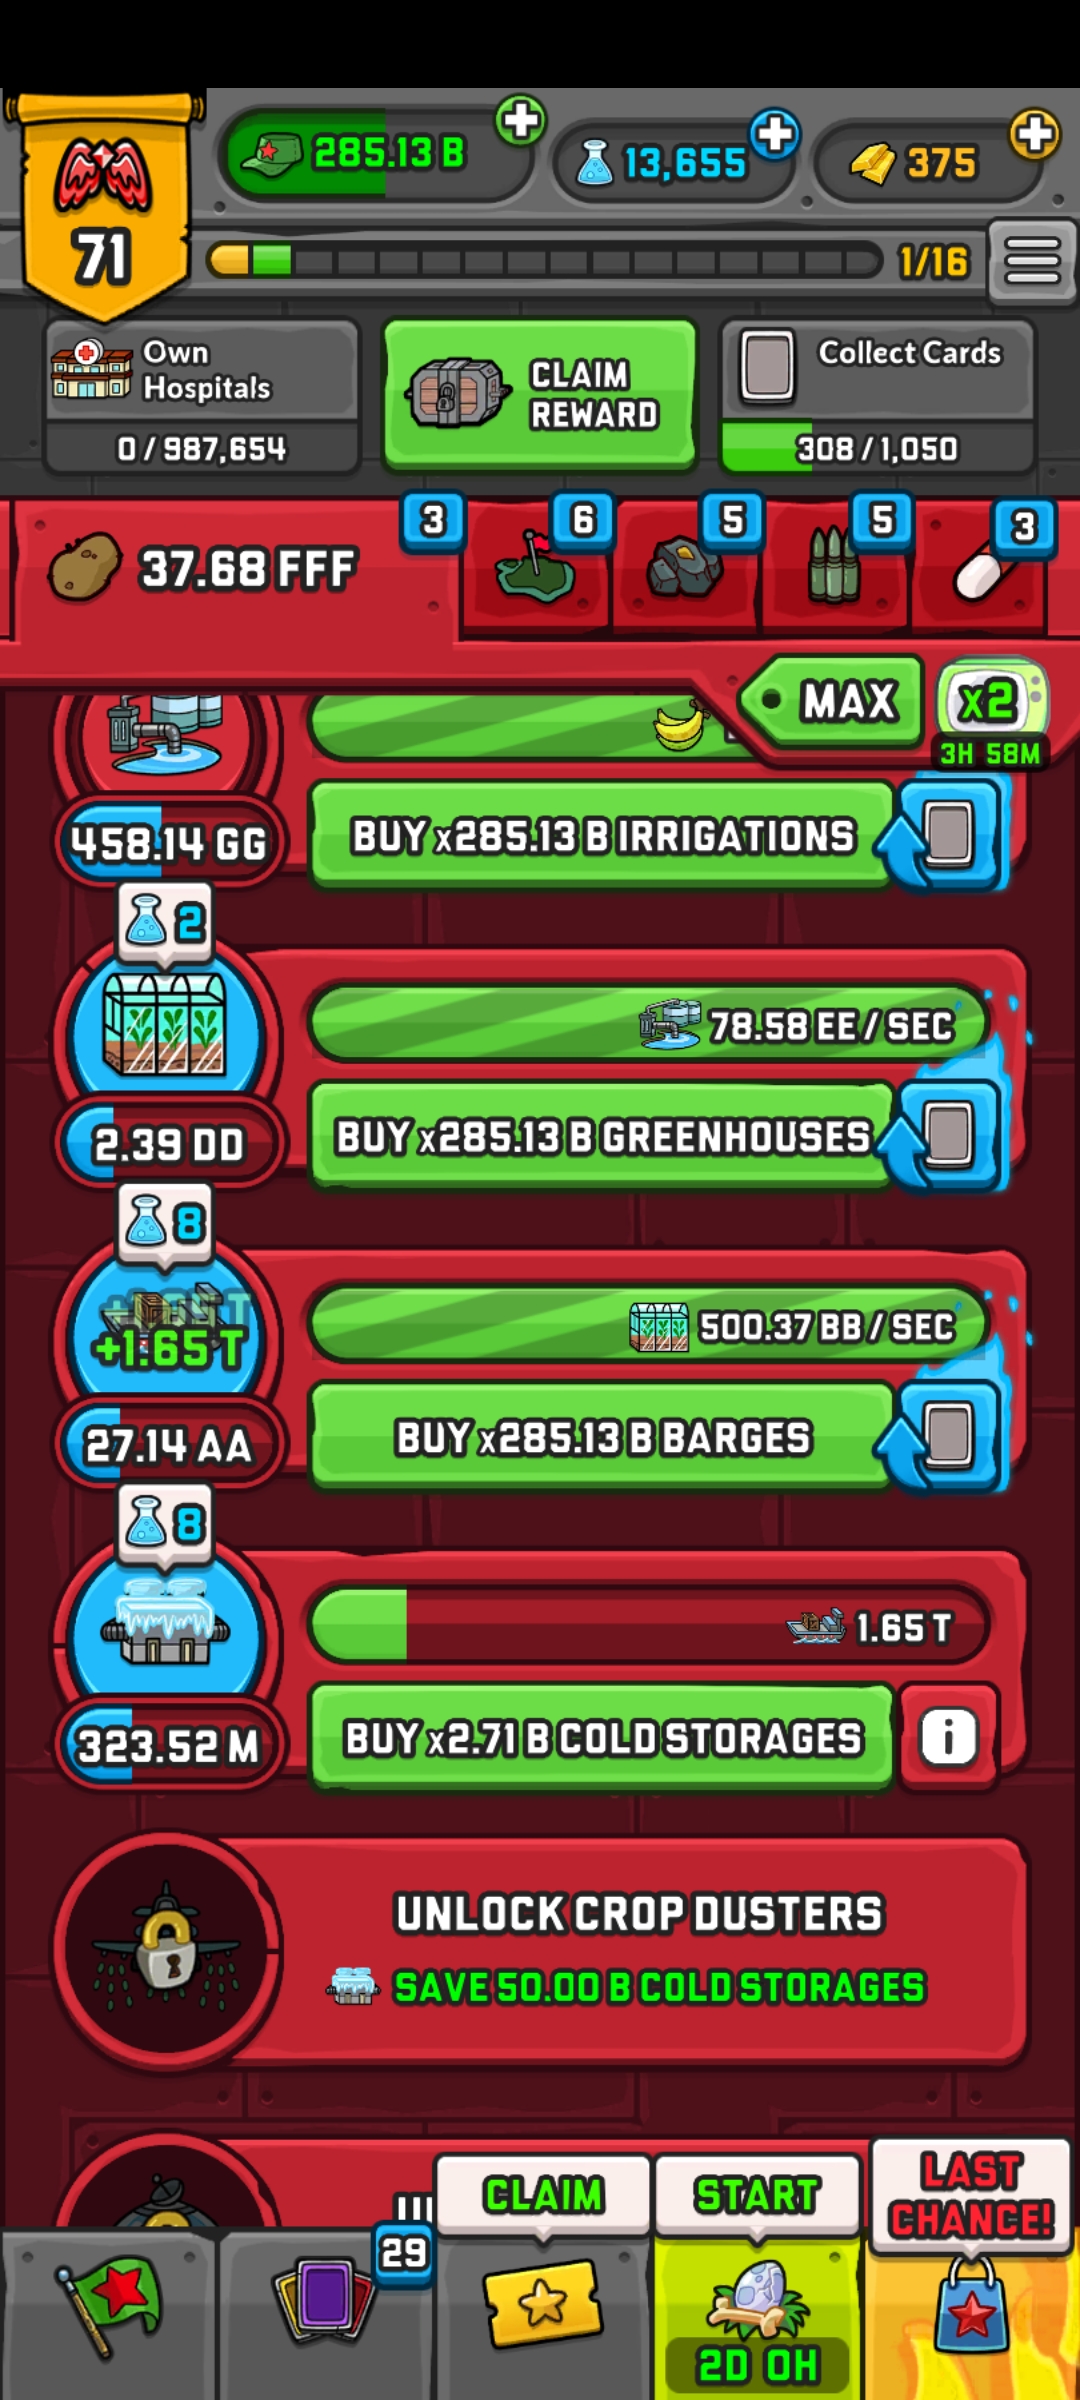 285.13 B
13,655
375
71
1/16
Own
Hospitals
0 / 987,654
CLAIM
REWARD
Collect Cards
308 / 1,050
37.68 FFF
3
6
5
5
3
MAX
x2
3H 58M
458.14 GG
BUY x285.13 B IRRIGATIONS
2
78.58 EE / SEC
2.39 DD
BUY x285.13 B GREENHOUSES
8
+1.65 T
500.37 BB / SEC
27.14 AA
BUY x285.13 B BARGES
8
1.65 T
323.52 M
BUY x2.71 B COLD STORAGES
i
UNLOCK CROP DUSTERS
SAVE 50.00 B COLD STORAGES
CLAIM
START
LAST
CHANCE!
29
2D 0H